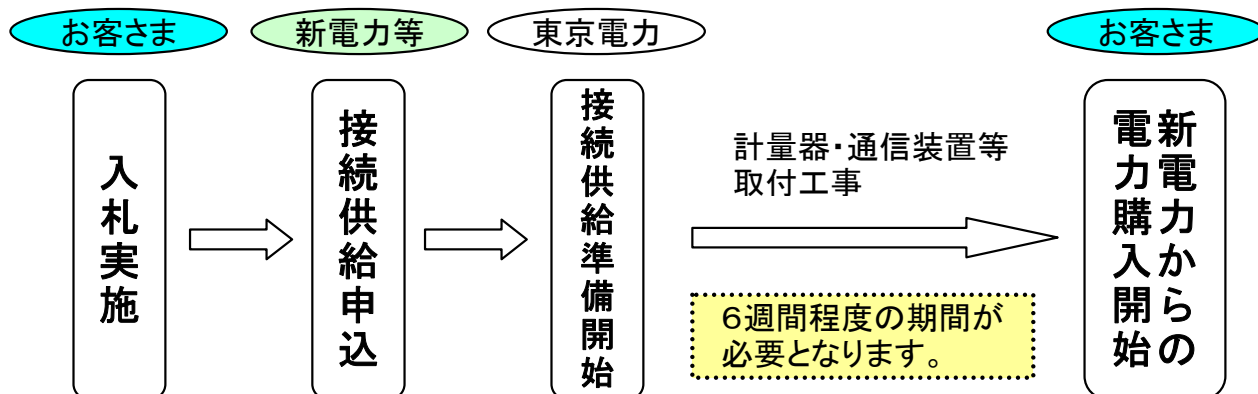 お客さま
新電力等
東京電力
お客さま
入札実施
接続供給申込
接続供給準備開始
計量器・通信装置等
取付工事
6週間程度の期間が
必要となります。
新電力からの
電力購入開始